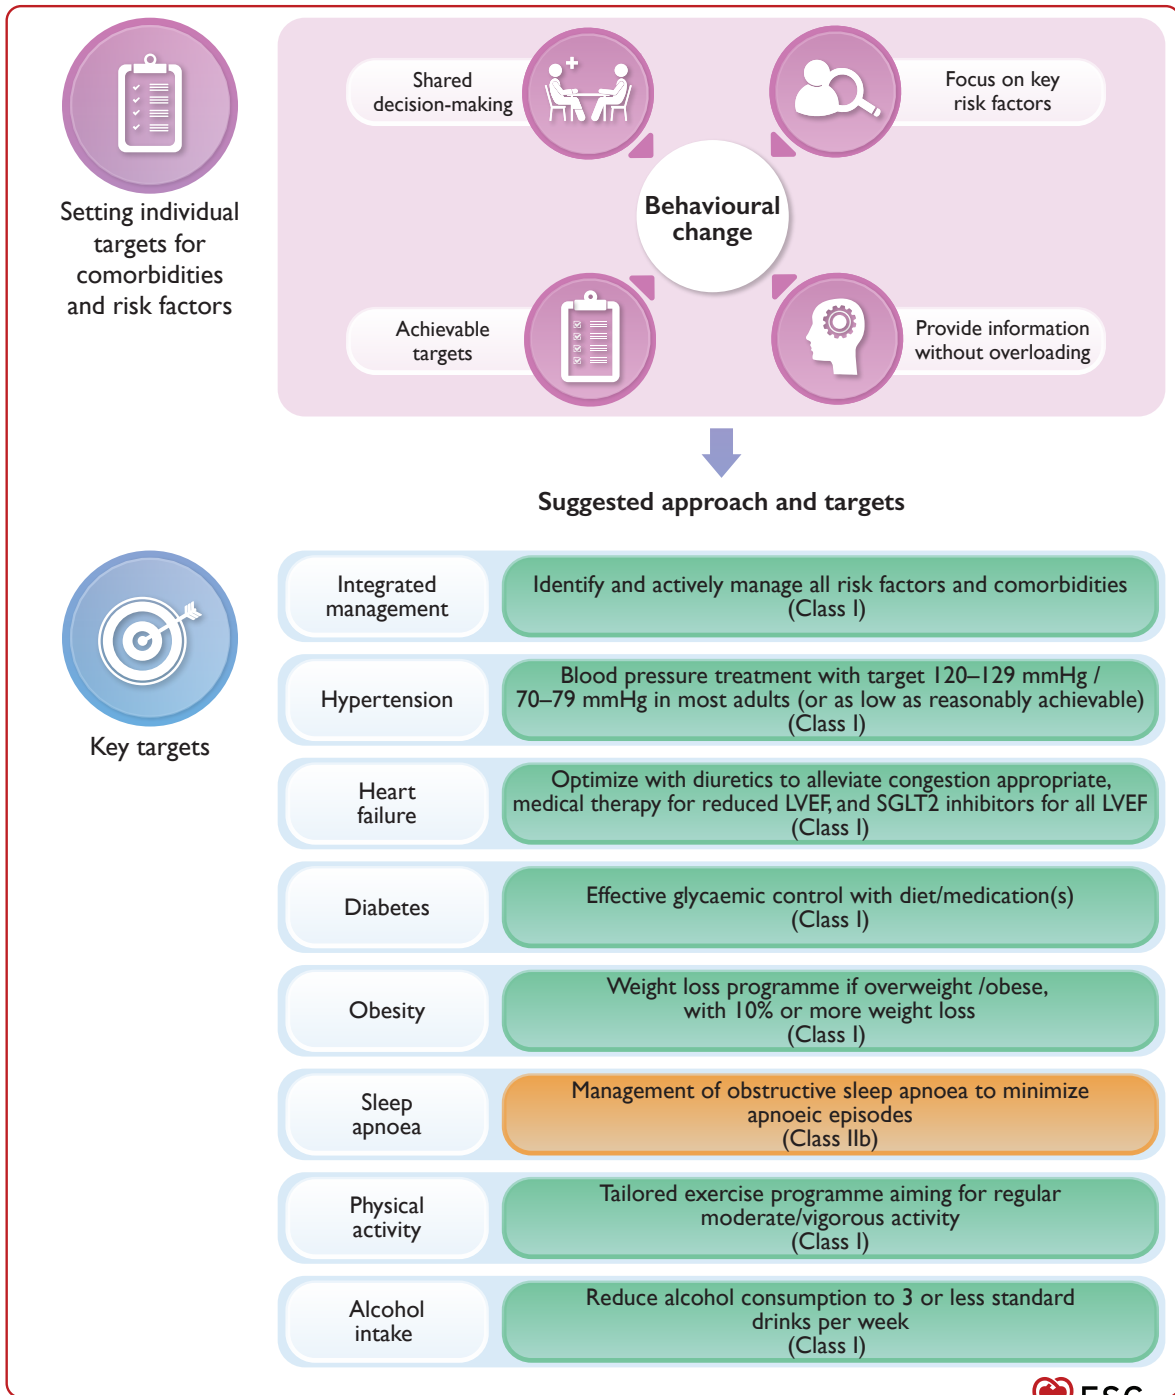 Setting individual
targets for
comorbidities
and risk factors
Shared
decision-making
Focus on key
risk factors
Behavioural
change
Achievable
targets
Provide information
without overloading
Suggested approach and targets
Key targets
Integrated
management
Identify and actively manage all risk factors and comorbidities
(Class I)
Hypertension
Blood pressure treatment with target 120–129 mmHg /
70–79 mmHg in most adults (or as low as reasonably achievable)
(Class I)
Heart
failure
Optimize with diuretics to alleviate congestion appropriate,
medical therapy for reduced LVEF, and SGLT2 inhibitors for all LVEF
(Class I)
Diabetes
Effective glycaemic control with diet/medication(s)
(Class I)
Obesity
Weight loss programme if overweight /obese,
with 10% or more weight loss
(Class I)
Sleep
apnoea
Management of obstructive sleep apnoea to minimize
apnoeic episodes
(Class IIb)
Physical
activity
Tailored exercise programme aiming for regular
moderate/vigorous activity
(Class I)
Alcohol
intake
Reduce alcohol consumption to 3 or less standard
drinks per week
(Class I)
ESC